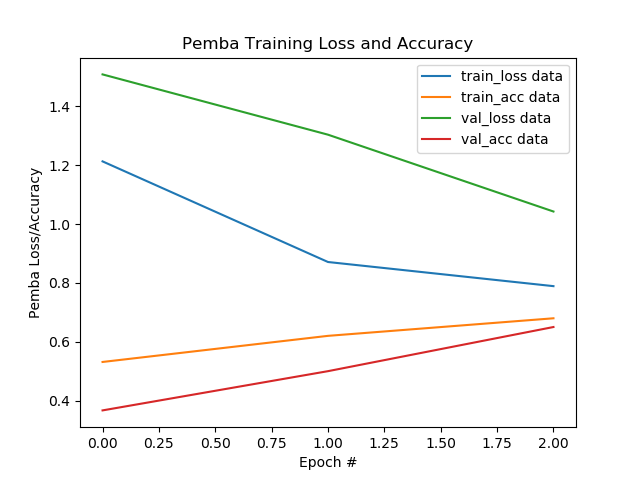 Pemba Training Loss and Accuracy
train_loss data
train_acc data
val_loss data
val_acc data
Pemba Loss/Accuracy
1.4
1.2
1.0
0.8
0.6
0.4
0.00 0.25 0.50 0.75 1.00 1.25 1.50 1.75 2.00
Epoch #